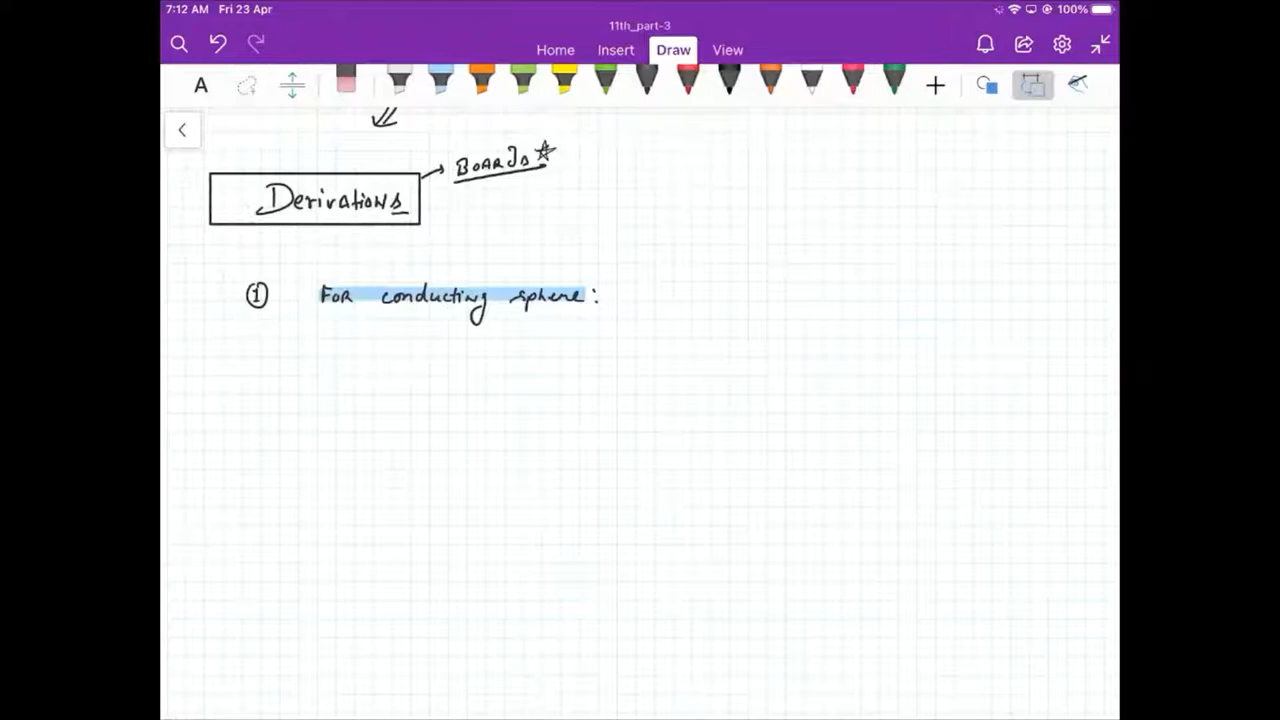 7:12 AM Fri 23 Apr
100%
11th_part-3
Home Insert Draw View
A
BOARDS
Derivations
① For conducting sphere: